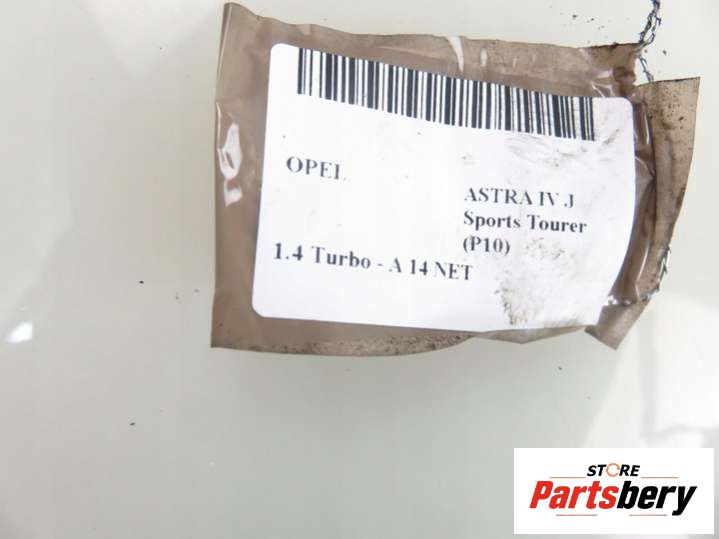 OPEL
ASTRA IV J
Sports Tourer
(P10)
1.4 Turbo - A 14 NET
STORE
Partsbery